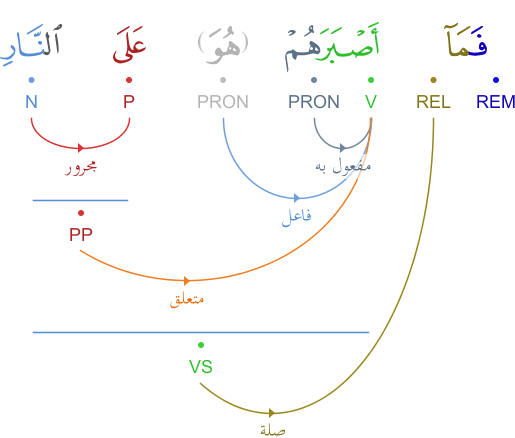 فَمَآ أَصْبَرَهُمْ (هُوَ) عَلَى ٱلنَّارِ
REM REL V PRON PRON P N
مجرور
مفعول به
فاعل
PP
متعلق
VS
صلة